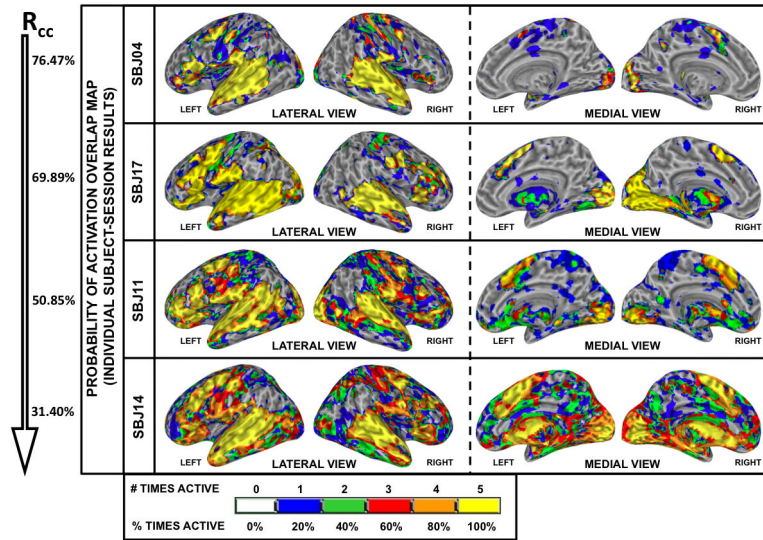 Rcc
76.47%
69.89%
50.85%
31.40%
PROBABILITY OF ACTIVATION OVERLAP MAP
(INDIVIDUAL SUBJECT-SESSION RESULTS)
SBJ04
LEFT
LATERAL VIEW
RIGHT
LEFT
MEDIAL VIEW
RIGHT
SBJ17
LEFT
LATERAL VIEW
RIGHT
LEFT
MEDIAL VIEW
RIGHT
SBJ11
LEFT
LATERAL VIEW
RIGHT
LEFT
MEDIAL VIEW
RIGHT
SBJ14
LEFT
LATERAL VIEW
RIGHT
LEFT
MEDIAL VIEW
RIGHT
# TIMES ACTIVE 0 1 2 3 4 5
% TIMES ACTIVE 0% 20% 40% 60% 80% 100%